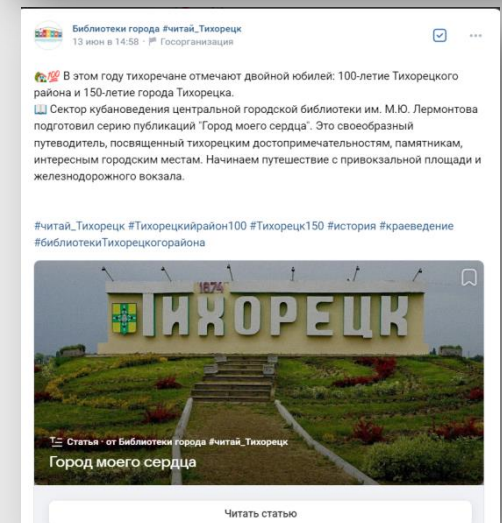 Библиотеки города #читай_Тихорецк
13 июн в 14:58 · Госорганизация
🏡💯 В этом году тихоречане отмечают двойной юбилей: 100-летие Тихорецкого
района и 150-летие города Тихорецка.
📖 Сектор кубановедения центральной городской библиотеки им. М.Ю. Лермонтова
подготовил серию публикаций "Город моего сердца". Это своеобразный
путеводитель, посвященный тихорецким достопримечательностям, памятникам,
интересным городским местам. Начинаем путешествие с привокзальной площади и
железнодорожного вокзала.
#читай_Тихорецк #Тихорецкийрайон100 #Тихорецк150 #история #краеведение
#библиотекиТихорецкогорайона
1874
ТИХОРЕЦК
Статья · от Библиотеки города #читай_Тихорецк
Город моего сердца
Читать статью